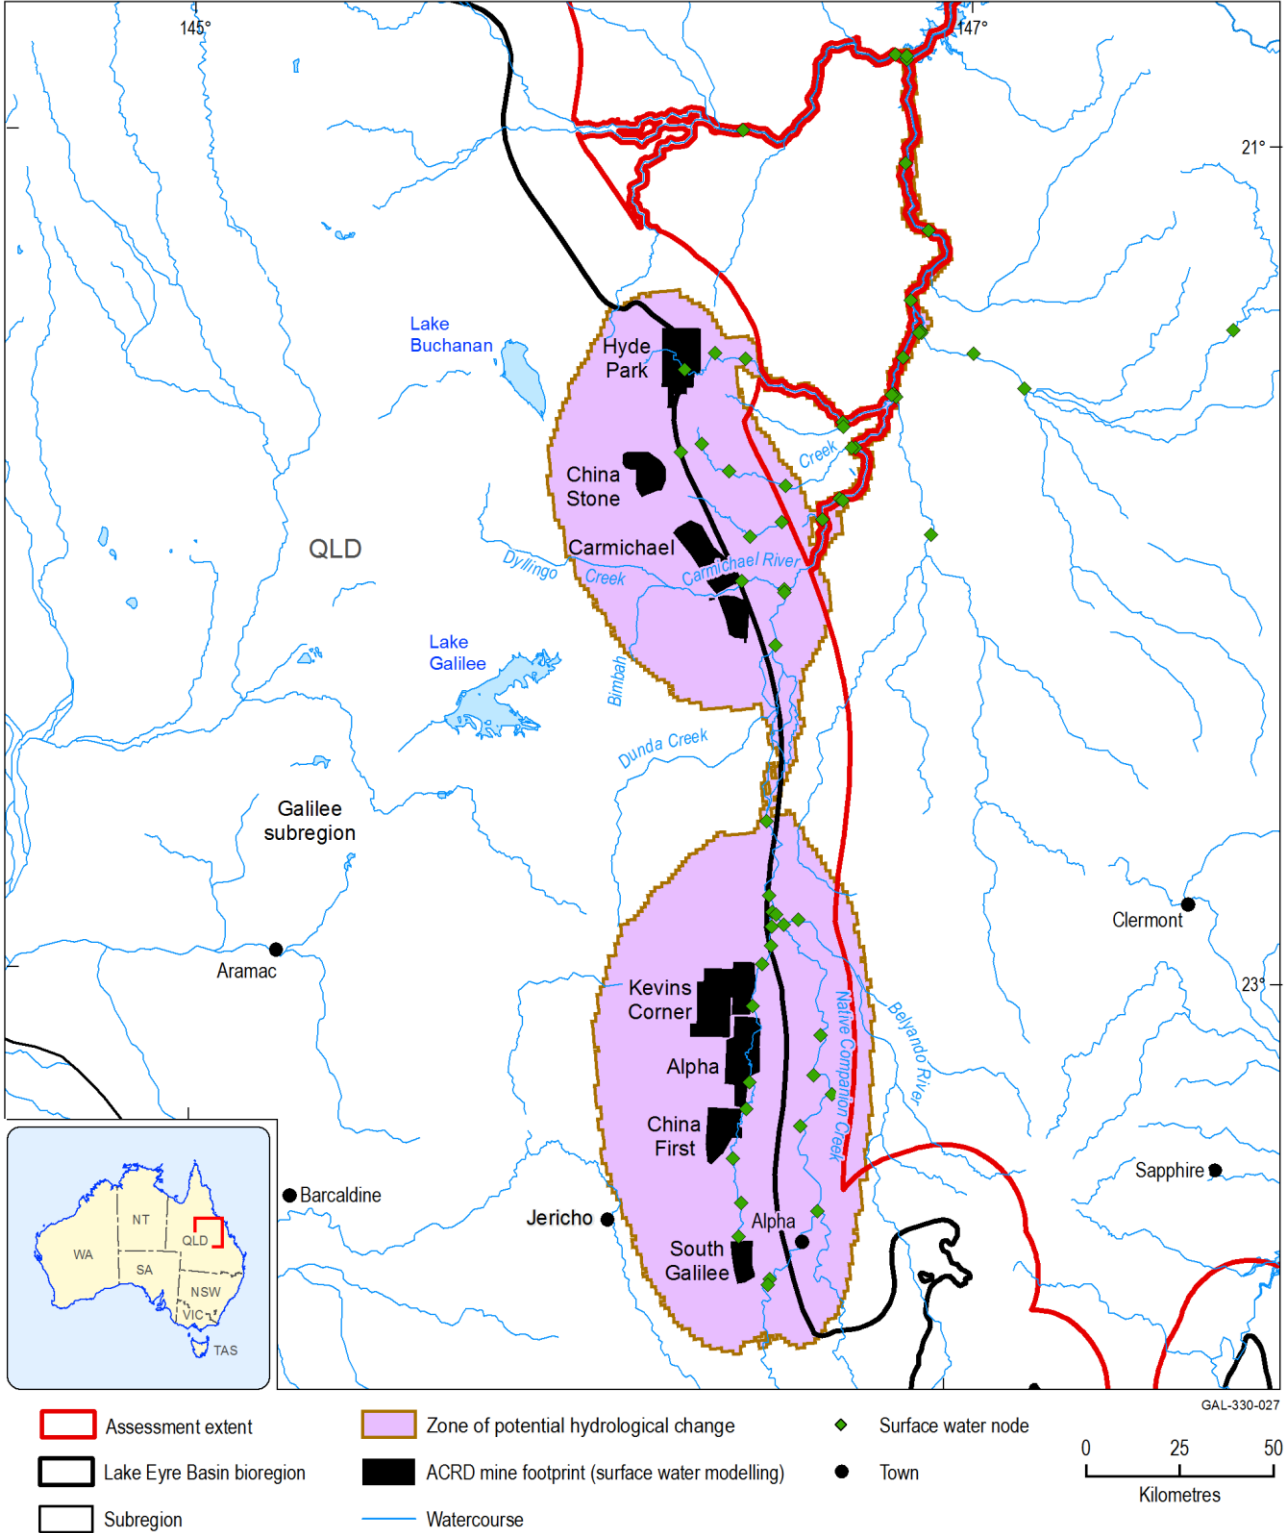 145°
147°
21°
Lake
Buchanan
Hyde
Park
China
Stone
Creek
QLD
Carmichael
Dyllingo
Creek
Carmichael River
Lake
Galilee
Bimbah
Dunda Creek
Galilee
subregion
Clermont
Aramac
Kevins
Corner
23°
Native Companion Creek
Belyando River
Alpha
China
First
Sapphire
Barcaldine
Jericho
Alpha
South
Galilee
NT
QLD
WA
SA
NSW
VIC
TAS
GAL-330-027
Assessment extent
Zone of potential hydrological change
Surface water node
Lake Eyre Basin bioregion
ACRD mine footprint (surface water modelling)
Town
0 25 50
Kilometres
Subregion
Watercourse